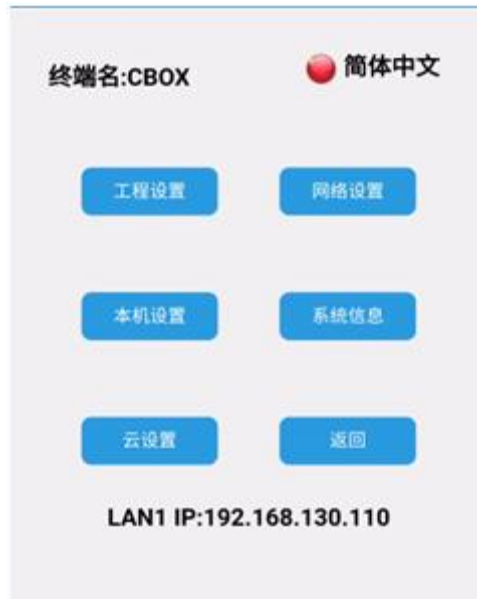 终端名:CBOX
简体中文
工程设置
网络设置
本机设置
系统信息
云设置
返回
LAN1 IP:192.168.130.110